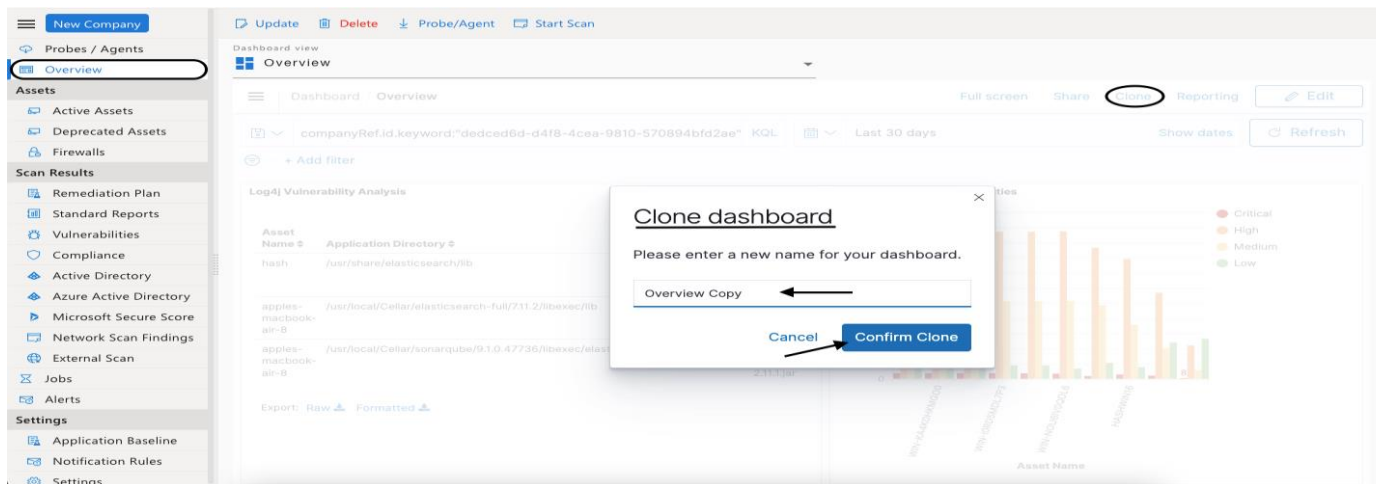 New Company
Update Delete Probe/Agent Start Scan
Probes / Agents
Overview
Assets
Active Assets
Deprecated Assets
Firewalls
Scan Results
Remediation Plan
Standard Reports
Vulnerabilities
Compliance
Active Directory
Azure Active Directory
Microsoft Secure Score
Network Scan Findings
External Scan
Jobs
Alerts
Settings
Application Baseline
Notification Rules
Settings
Dashboard view
Overview
Dashboard Overview
Full screen Share Clone Reporting Edit
companyRef.id.keyword:"dedced6d-d4f8-4cea-9810-570894bfd2ae" KQL Last 30 days Show dates Refresh
+ Add filter
Log4j Vulnerability Analysis
Asset
Name Application Directory
hash /usr/share/elasticsearch/lib
apples-
macbook-
air-8
/usr/local/Cellar/elasticsearch-full/7.11.2/libexec/lib
apples-
macbook-
air-8
/usr/local/Cellar/sonarqube/9.1.0.47736/libexec/elas
2.11.1.jar
Export: Raw Formatted
Clone dashboard
Please enter a new name for your dashboard.
Overview Copy
Cancel Confirm Clone
ties
Critical
High
Medium
Low
0
Asset Name